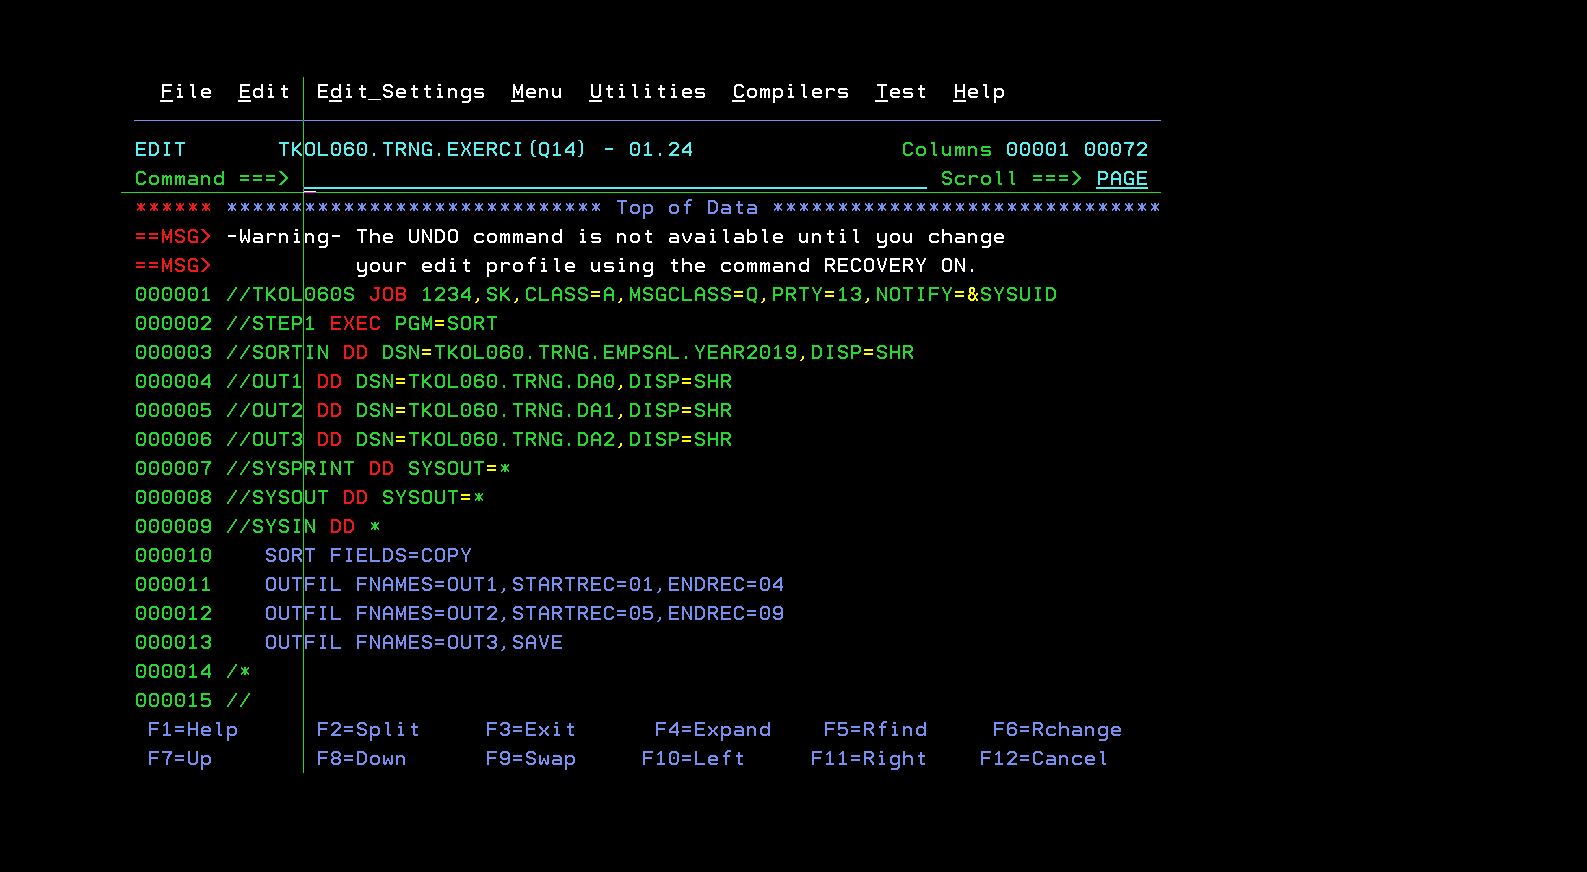 File  Edit  Edit_Settings  Menu  Utilities  Compilers  Test  Help
EDIT       TKOL060.TRNG.EXERCI(Q14) - 01.24                Columns 00001 00072
Command ===>                                                  Scroll ===> PAGE
****** ***************************** Top of Data ******************************
==MSG> -Warning- The UNDO command is not available until you change
==MSG>           your edit profile using the command RECOVERY ON.
000001 //TKOL060S JOB 1234,SK,CLASS=A,MSGCLASS=Q,PRTY=13,NOTIFY=&SYSUID
000002 //STEP1 EXEC PGM=SORT
000003 //SORTIN DD DSN=TKOL060.TRNG.EMPSAL.YEAR2019,DISP=SHR
000004 //OUT1 DD DSN=TKOL060.TRNG.DA0,DISP=SHR
000005 //OUT2 DD DSN=TKOL060.TRNG.DA1,DISP=SHR
000006 //OUT3 DD DSN=TKOL060.TRNG.DA2,DISP=SHR
000007 //SYSPRINT DD SYSOUT=*
000008 //SYSOUT DD SYSOUT=*
000009 //SYSIN DD *
000010    SORT FIELDS=COPY
000011    OUTFIL FNAMES=OUT1,STARTREC=01,ENDREC=04
000012    OUTFIL FNAMES=OUT2,STARTREC=05,ENDREC=09
000013    OUTFIL FNAMES=OUT3,SAVE
000014 /*
000015 //
F1=Help      F2=Split     F3=Exit      F4=Expand    F5=Rfind     F6=Rchange
F7=Up        F8=Down      F9=Swap     F10=Left     F11=Right    F12=Cancel